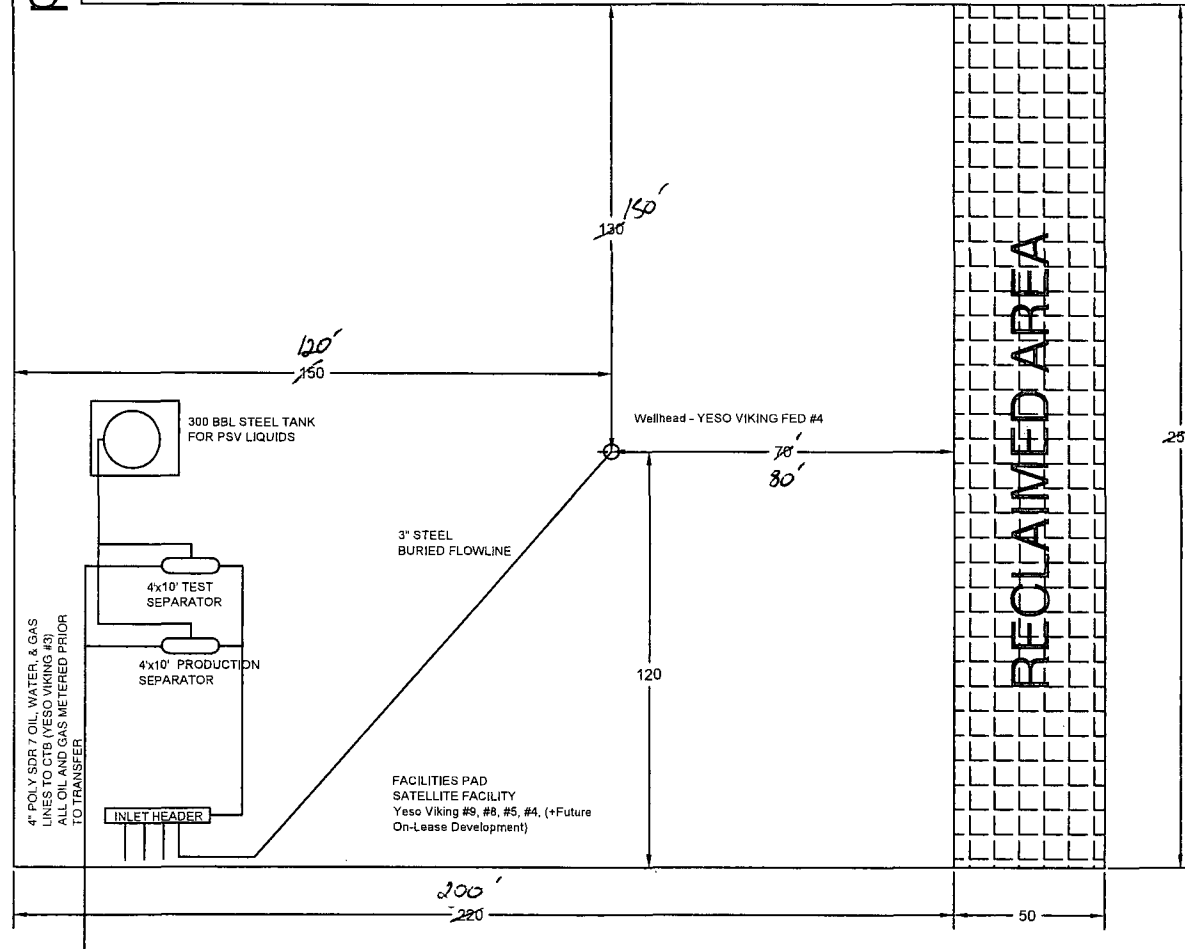 150'
130
120'
150
300 BBL STEEL TANK
FOR PSV LIQUIDS
Wellhead - YESO VIKING FED #4
70'
80'
25
3" STEEL
BURIED FLOWLINE
4'x10' TEST
SEPARATOR
4'x10' PRODUCTION
SEPARATOR
4" POLY SDR 7 OIL, WATER, & GAS
LINES TO CTB (YESO VIKING #3)
ALL OIL AND GAS METERED PRIOR
TO TRANSFER
120
RECLAIMED AREA
FACILITIES PAD
SATELLITE FACILITY
Yeso Viking #9, #8, #5, #4, (+Future
On-Lease Development)
INLET HEADER
200'
220
50